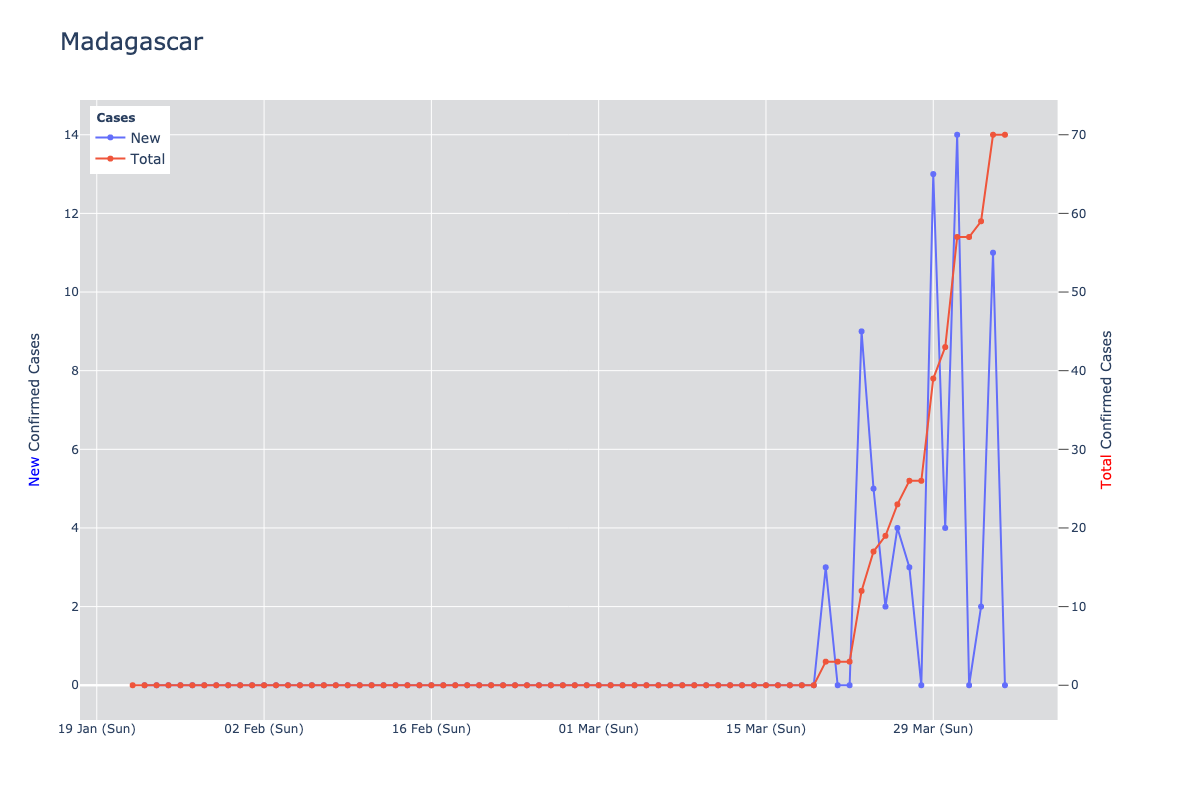 Madagascar
Cases
New
Total
14
12
10
8
6
4
2
0
New Confirmed Cases
70
60
50
40
30
20
10
0
Total Confirmed Cases
19 Jan (Sun)
02 Feb (Sun)
16 Feb (Sun)
01 Mar (Sun)
15 Mar (Sun)
29 Mar (Sun)